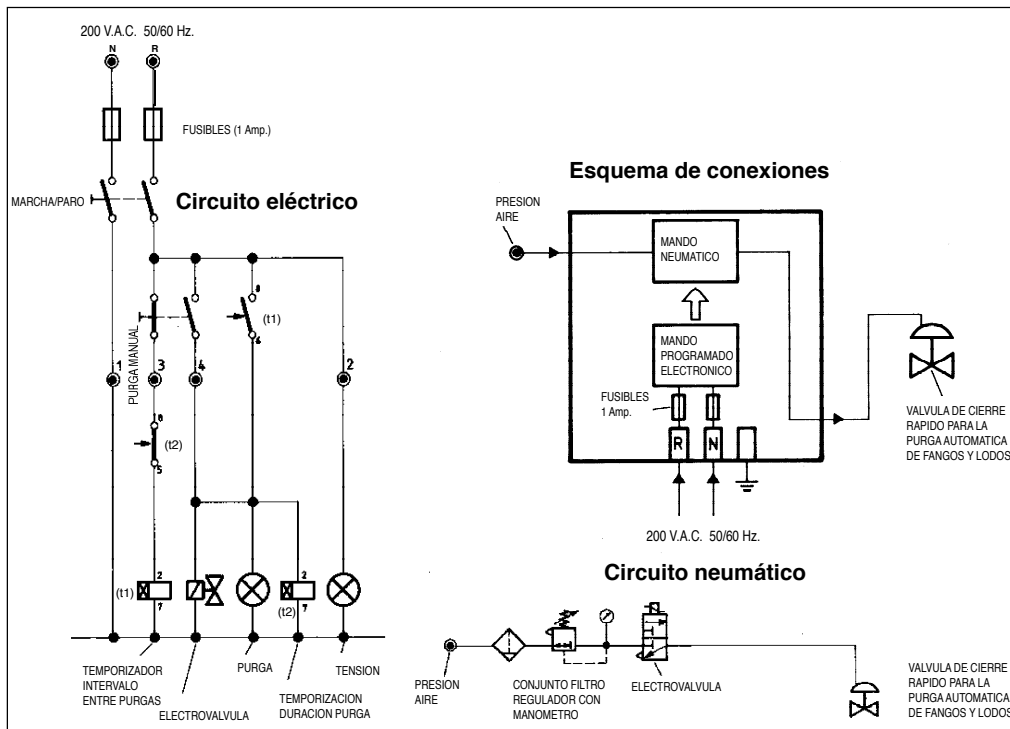 200 V.A.C. 50/60 Hz.
N R
FUSIBLES (1 Amp.)
MARCHA/PARO
Circuito eléctrico
PURGA MANUAL
(t1)
1 3 4 2
(t2)
5
2
7
(t1)
2
7
(t2)
TEMPORIZADOR
INTERVALO
ENTRE PURGAS
ELECTROVALVULA
PURGA
TEMPORIZACION
DURACION PURGA
TENSION
Esquema de conexiones
PRESION
AIRE
MANDO
NEUMATICO
MANDO
PROGRAMADO
ELECTRONICO
FUSIBLES
1 Amp.
R N
200 V.A.C. 50/60 Hz.
VALVULA DE CIERRE
RAPIDO PARA LA
PURGA AUTOMATICA
DE FANGOS Y LODOS
Circuito neumático
PRESION
AIRE
CONJUNTO FILTRO
REGULADOR CON
MANOMETRO
ELECTROVALVULA
VALVULA DE CIERRE
RAPIDO PARA LA
PURGA AUTOMATICA
DE FANGOS Y LODOS